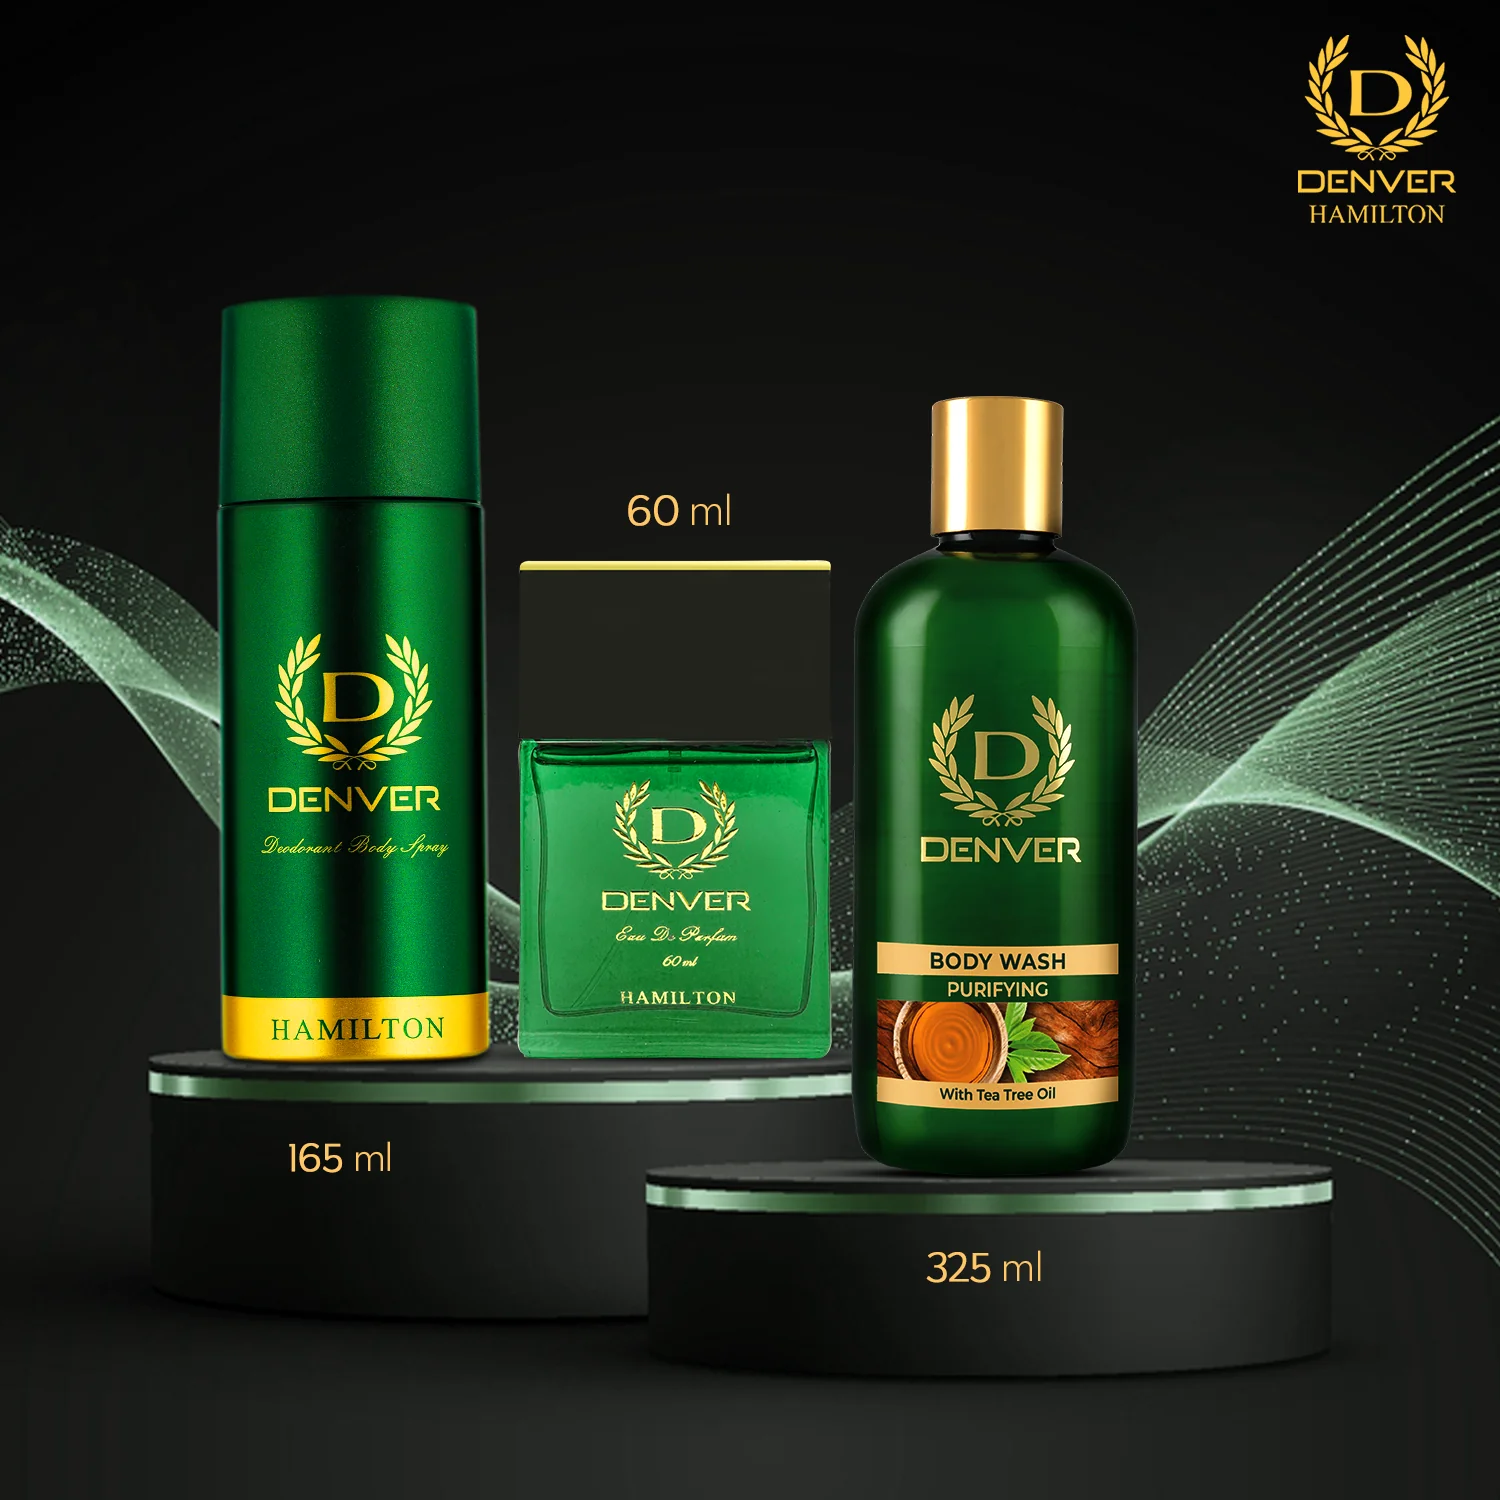 D
DENVER
HAMILTON
D
DENVER
Deodorant Body Spray
HAMILTON
165 ml
60 ml
D
DENVER
Eau De Parfum
60 ml
HAMILTON
D
DENVER
BODY WASH
PURIFYING
With Tea Tree Oil
325 ml